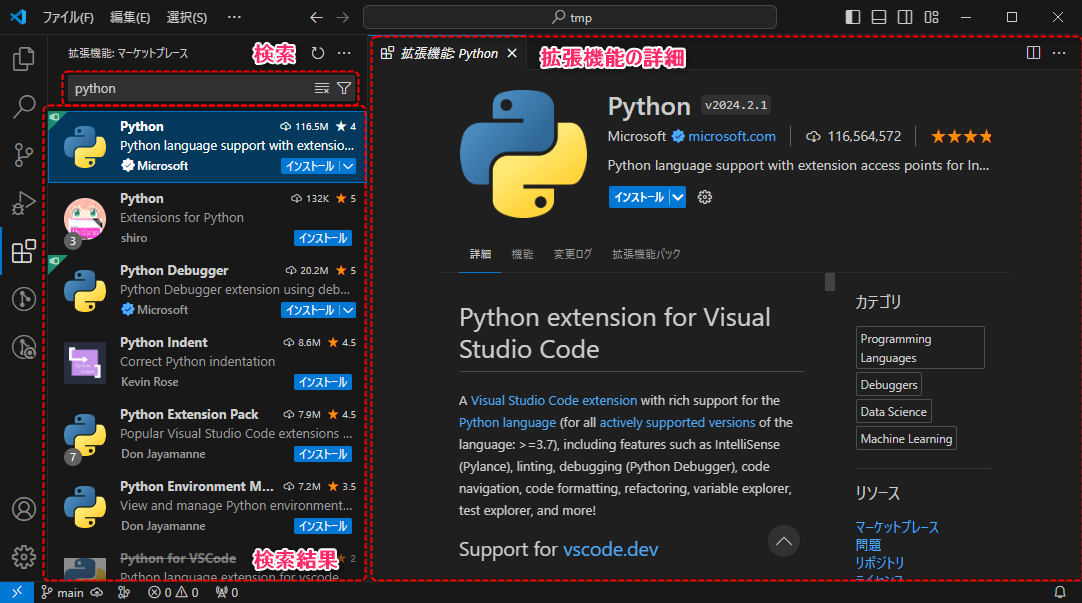 ファイル(F) 編集(E) 選択(S) …
tmp
拡張機能: マーケットプレース
検索
python
Python 116.5M 4
Python language support with extensio...
Microsoft インストール
Python 132K 5
Extensions for Python
shiro インストール
3
Python Debugger 20.2M 5
Python Debugger extension using deb...
Microsoft インストール
Python Indent 8.6M 4.5
Correct Python indentation
Kevin Rose インストール
Python Extension Pack 7.9M 4.5
Popular Visual Studio Code extensions ...
Don Jayamanne インストール
7
Python Environment M... 7.2M 3.5
View and manage Python environment...
Don Jayamanne インストール
Python for VSCode 2
検索結果
Python language extension for vscode
拡張機能: Python
拡張機能の詳細
Python v2024.2.1
Microsoft microsoft.com 116,564,572
Python language support with extension access points for In...
インストール
詳細 機能 変更ログ 拡張機能パック
Python extension for Visual
Studio Code
A Visual Studio Code extension with rich support for the
Python language (for all actively supported versions of the
language: >=3.7), including features such as IntelliSense
(Pylance), linting, debugging (Python Debugger), code
navigation, code formatting, refactoring, variable explorer,
test explorer, and more!
Support for vscode.dev
カテゴリ
Programming
Languages
Debuggers
Data Science
Machine Learning
リソース
マーケットプレース
問題
リポジトリ
ライセンス
main 0 0 0